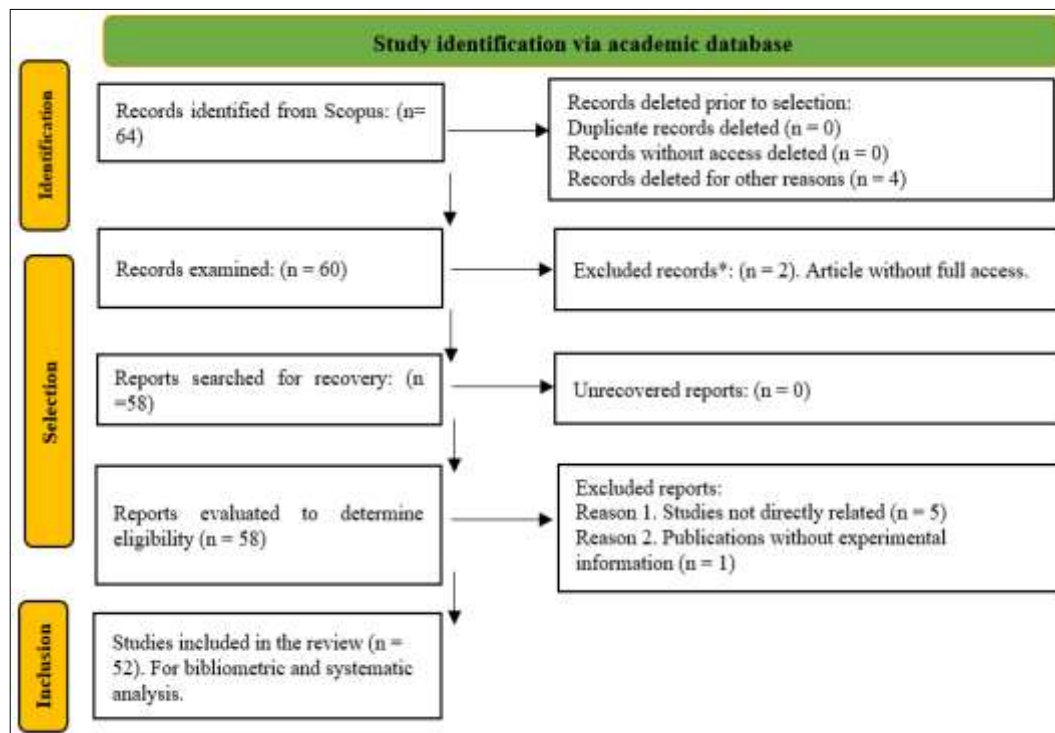 Study identification via academic database
Identification
Records identified from Scopus: (n=
64)
Records deleted prior to selection:
Duplicate records deleted (n = 0)
Records without access deleted (n = 0)
Records deleted for other reasons (n = 4)
Selection
Records examined: (n = 60)
Excluded records*: (n = 2). Article without full access.
Reports searched for recovery: (n
=58)
Unrecovered reports: (n = 0)
Reports evaluated to determine
eligibility (n = 58)
Excluded reports:
Reason 1. Studies not directly related (n = 5)
Reason 2. Publications without experimental
information (n = 1)
Inclusion
Studies included in the review (n =
52). For bibliometric and systematic
analysis.